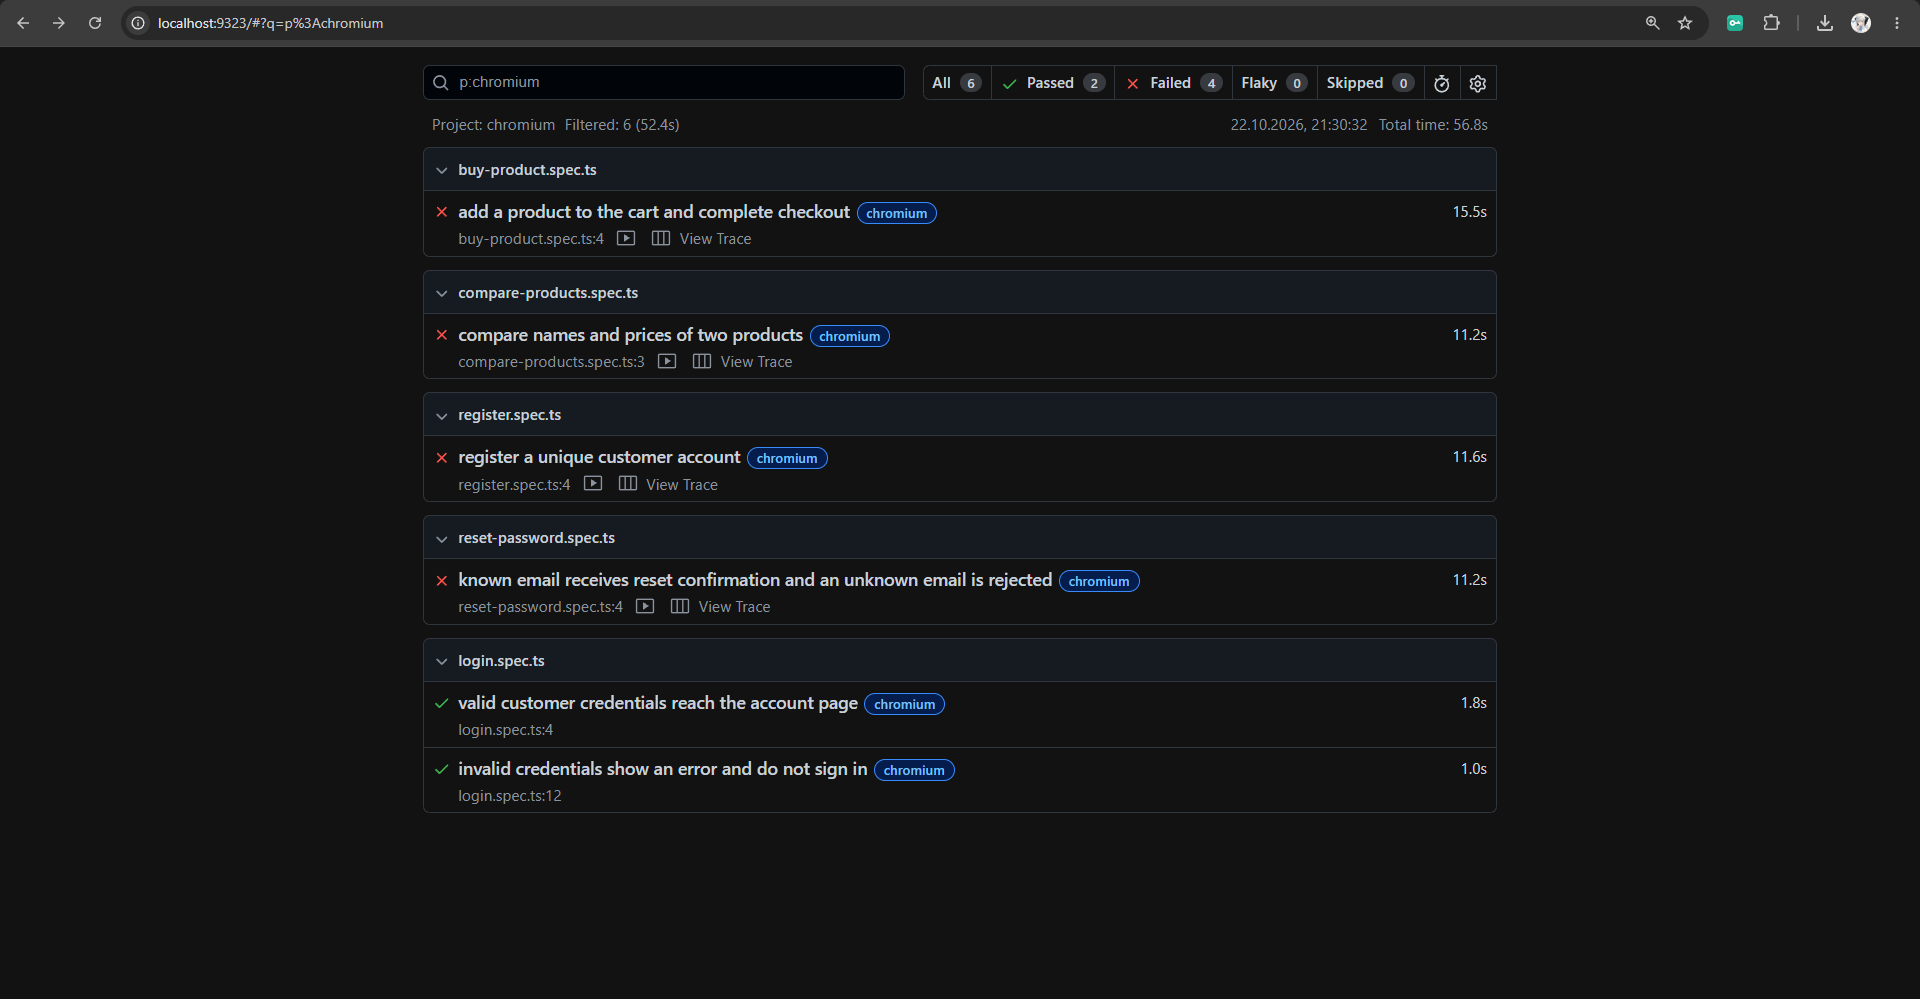 localhost:9323/#?q=p%3Achromium
p:chromium
All 6 Passed 2 Failed 4 Flaky 0 Skipped 0
Project: chromium Filtered: 6 (52.4s) 22.10.2026, 21:30:32 Total time: 56.8s
buy-product.spec.ts
add a product to the cart and complete checkout chromium 15.5s
buy-product.spec.ts:4 View Trace
compare-products.spec.ts
compare names and prices of two products chromium 11.2s
compare-products.spec.ts:3 View Trace
register.spec.ts
register a unique customer account chromium 11.6s
register.spec.ts:4 View Trace
reset-password.spec.ts
known email receives reset confirmation and an unknown email is rejected chromium 11.2s
reset-password.spec.ts:4 View Trace
login.spec.ts
valid customer credentials reach the account page chromium 1.8s
login.spec.ts:4
invalid credentials show an error and do not sign in chromium 1.0s
login.spec.ts:12